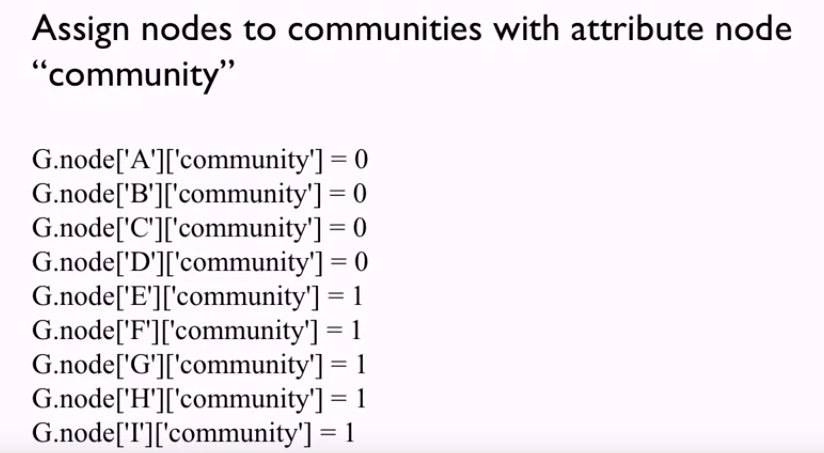 Assign nodes to communities with attribute node
“community”
G.node['A']['community'] = 0
G.node['B']['community'] = 0
G.node['C']['community'] = 0
G.node['D']['community'] = 0
G.node['E']['community'] = 1
G.node['F']['community'] = 1
G.node['G']['community'] = 1
G.node['H']['community'] = 1
G.node['I']['community'] = 1